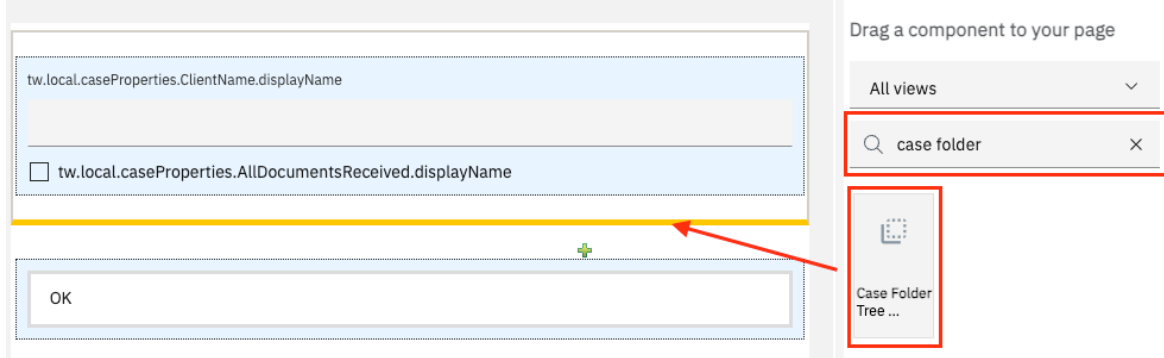 Drag a component to your page
tw.local.caseProperties.ClientName.displayName
All views
case folder
tw.local.caseProperties.AllDocumentsReceived.displayName
OK
Case Folder
Tree ...